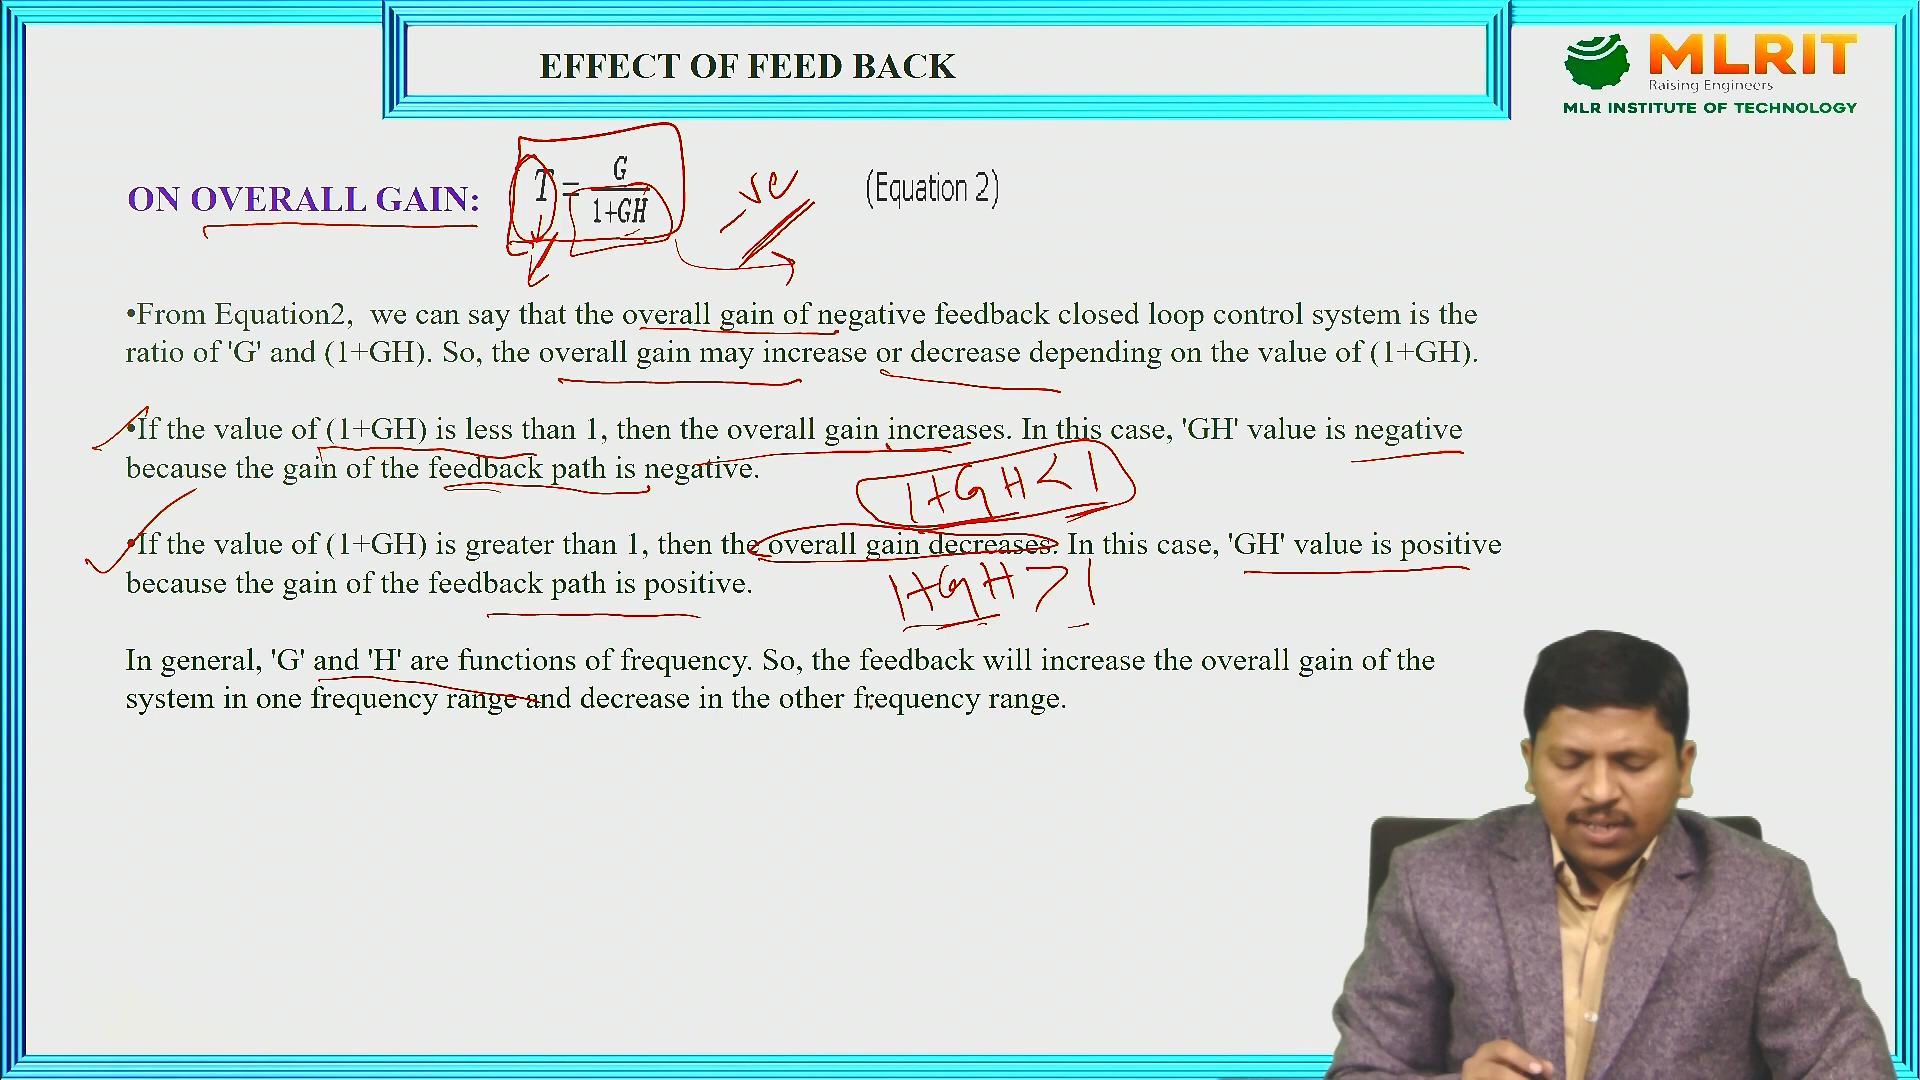 EFFECT OF FEED BACK
MLRIT
Raising Engineers
MLR INSTITUTE OF TECHNOLOGY
ON OVERALL GAIN:
T = G / 1+GH
-ve
(Equation 2)
•From Equation2,  we can say that the overall gain of negative feedback closed loop control system is the
ratio of 'G' and (1+GH). So, the overall gain may increase or decrease depending on the value of (1+GH).
•If the value of (1+GH) is less than 1, then the overall gain increases. In this case, 'GH' value is negative
because the gain of the feedback path is negative.
1+GH<1
•If the value of (1+GH) is greater than 1, then the overall gain decreases. In this case, 'GH' value is positive
because the gain of the feedback path is positive.
1+GH>1
In general, 'G' and 'H' are functions of frequency. So, the feedback will increase the overall gain of the
system in one frequency range and decrease in the other frequency range.